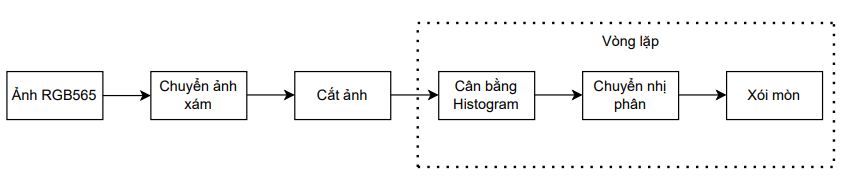 Vòng lặp
Ảnh RGB565
Chuyển ảnh
xám
Cắt ảnh
Cân bằng
Histogram
Chuyển nhị
phân
Xói mòn